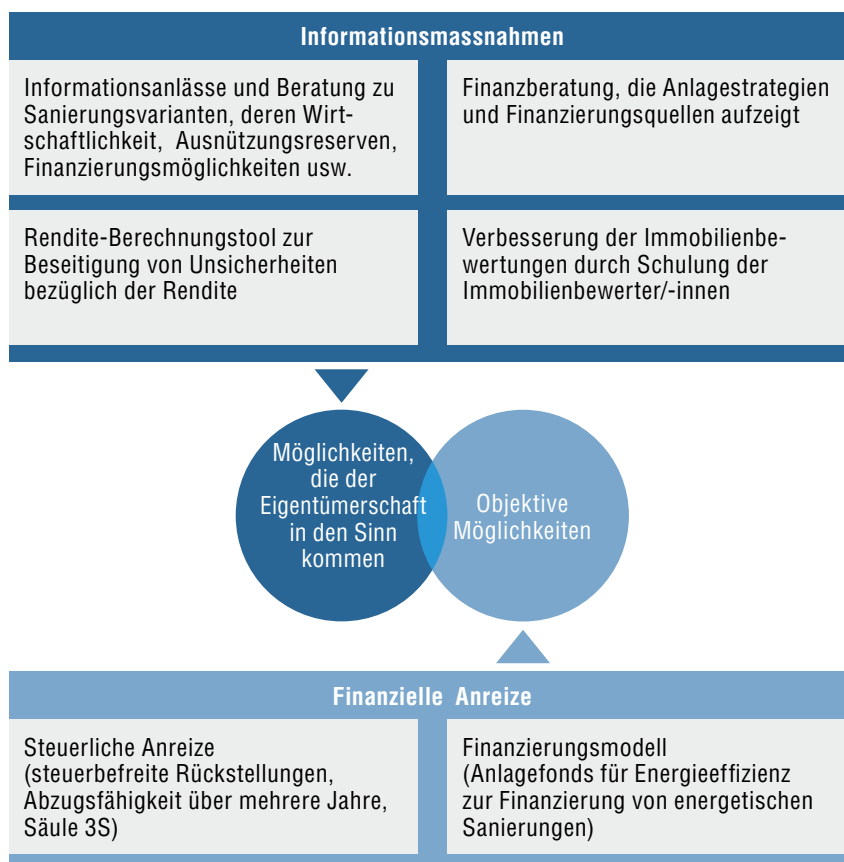 Informationsmassnahmen
Informationsanlässe und Beratung zu
Sanierungsvarianten, deren Wirt-
schaftlichkeit, Ausnützungsreserven,
Finanzierungsmöglichkeiten usw.
Finanzberatung, die Anlagestrategien
und Finanzierungsquellen aufzeigt
Rendite-Berechnungstool zur
Beseitigung von Unsicherheiten
bezüglich der Rendite
Verbesserung der Immobilienbe-
wertungen durch Schulung der
Immobilienbewerter/-innen
Möglichkeiten,
die der
Eigentümerschaft
in den Sinn
kommen
Objektive
Möglichkeiten
Finanzielle Anreize
Steuerliche Anreize
(steuerbefreite Rückstellungen,
Abzugsfähigkeit über mehrere Jahre,
Säule 3S)
Finanzierungsmodell
(Anlagefonds für Energieeffizienz
zur Finanzierung von energetischen
Sanierungen)